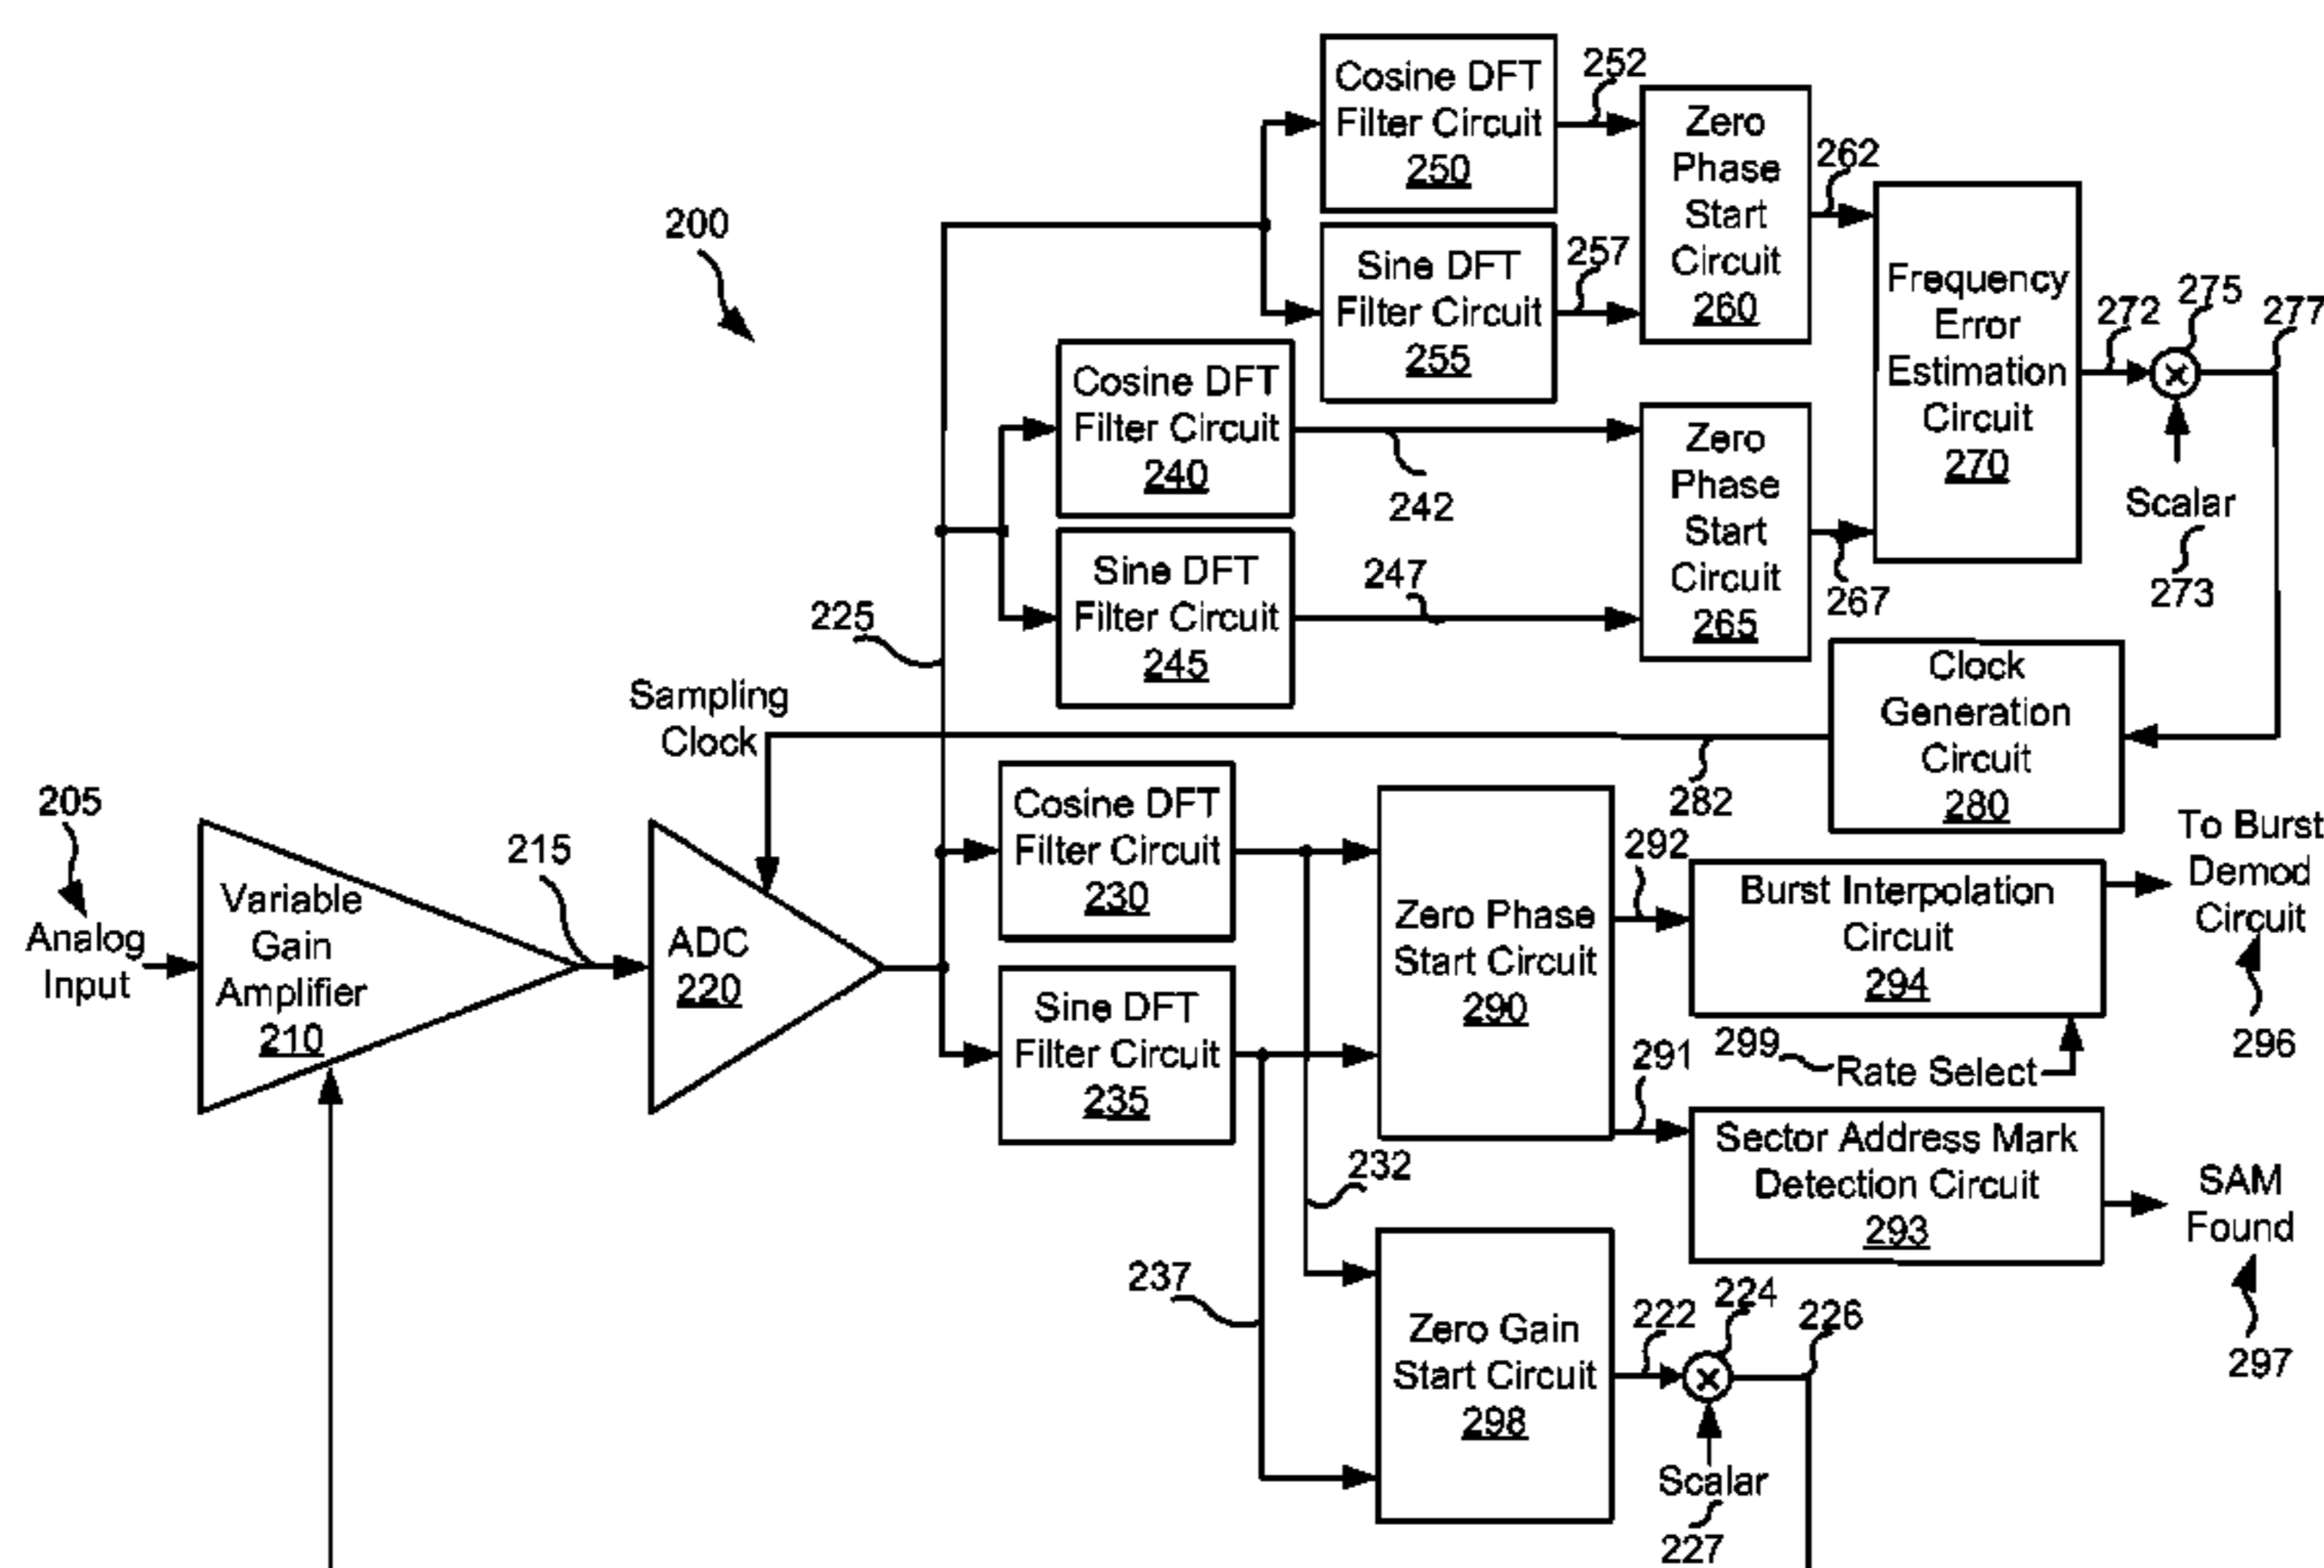 200
Cosine DFT
Filter Circuit
250
252
Sine DFT
Filter Circuit
255
257
Zero
Phase
Start
Circuit
260
262
Frequency
Error
Estimation
Circuit
270
272
275
277
Scalar
273
Cosine DFT
Filter Circuit
240
242
Sine DFT
Filter Circuit
245
247
Zero
Phase
Start
Circuit
265
267
225
Sampling
Clock
Clock
Generation
Circuit
280
282
205
Analog
Input
Variable
Gain
Amplifier
210
215
ADC
220
Cosine DFT
Filter Circuit
230
Sine DFT
Filter Circuit
235
232
237
Zero Phase
Start Circuit
290
292
291
Burst Interpolation
Circuit
294
299
Rate Select
To Burst
Demod
Circuit
296
Sector Address Mark
Detection Circuit
293
SAM
Found
297
Zero Gain
Start Circuit
298
222
224
226
Scalar
227